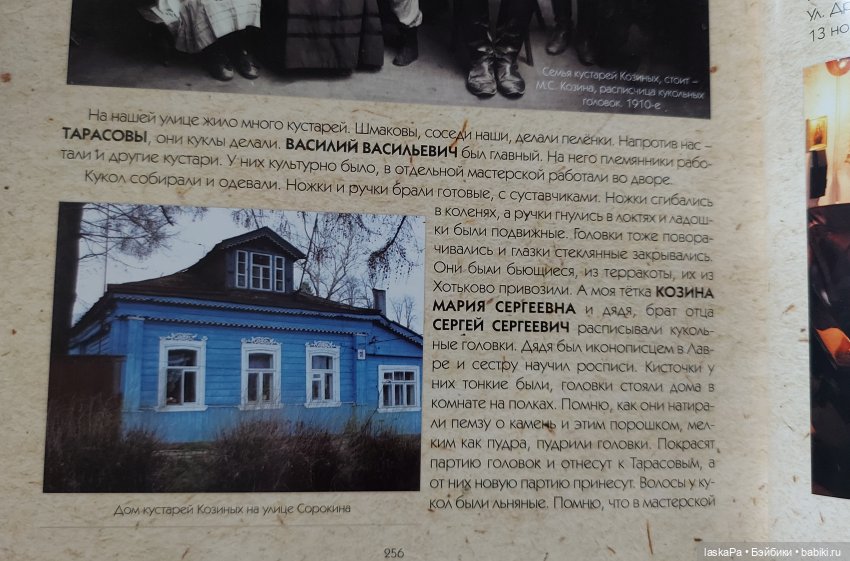 Семья кустарей Козиных, стоит –
М.С. Козина, расписчица кукольных
головок. 1910-е
На нашей улице жило много кустарей. Шмаковы, соседи наши, делали пелёнки. Напротив нас –
ТАРАСОВЫ, они куклы делали. ВАСИЛИЙ ВАСИЛЬЕВИЧ был главный. На него племянники рабо-
тали и другие кустари. У них культурно было, в отдельной мастерской работали во дворе.
Кукол собирали и одевали. Ножки и ручки брали готовые, с суставчиками. Ножки сгибались
в коленях, а ручки гнулись в локтях и ладош-
ки были подвижные. Головки тоже повора-
чивались и глазки стеклянные закрывались.
Они были бьющиеся, из терракоты, их из
Хотьково привозили. А моя тётка КОЗИНА
МАРИЯ СЕРГЕЕВНА и дядя, брат отца
СЕРГЕЙ СЕРГЕЕВИЧ расписывали куколь-
ные головки. Дядя был иконописцем в Лав-
ре и сестру научил росписи. Кисточки у
них тонкие были, головки стояли дома в
комнате на полках. Помню, как они натира-
ли пемзу о камень и этим порошком, мел-
ким как пудра, пудрили головки. Покрасят
партию головок и отнесут к Тарасовым, а
от них новую партию принесут. Волосы у ку-
кол были льняные. Помню, что в мастерской
Дом кустарей Козиных на улице Сорокина
256
ул. Др
13 но
laskaPa • Бэйбики • babiki.ru